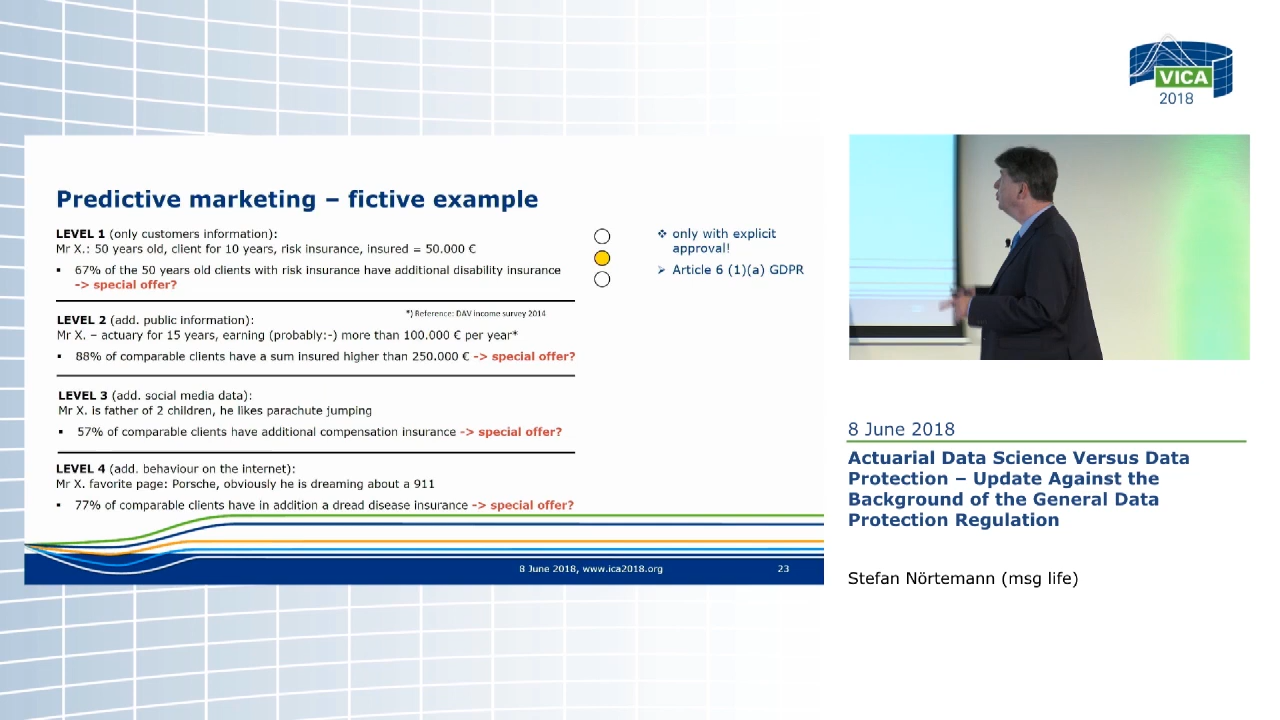 VICA
2018
Predictive marketing – fictive example
LEVEL 1 (only customers information):
Mr X.: 50 years old, client for 10 years, risk insurance, insured = 50.000 €
▪ 67% of the 50 years old clients with risk insurance have additional disability insurance
-> special offer?
❖ only with explicit
approval!
➢ Article 6 (1)(a) GDPR
*) Reference: DAV income survey 2014
LEVEL 2 (add. public information):
Mr X. – actuary for 15 years, earning (probably:-) more than 100.000 € per year*
▪ 88% of comparable clients have a sum insured higher than 250.000 € -> special offer?
LEVEL 3 (add. social media data):
Mr X. is father of 2 children, he likes parachute jumping
▪ 57% of comparable clients have additional compensation insurance -> special offer?
LEVEL 4 (add. behaviour on the internet):
Mr X. favorite page: Porsche, obviously he is dreaming about a 911
▪ 77% of comparable clients have in addition a dread disease insurance -> special offer?
8 June 2018, www.ica2018.org
23
8 June 2018
Actuarial Data Science Versus Data
Protection – Update Against the
Background of the General Data
Protection Regulation
Stefan Nörtemann (msg life)